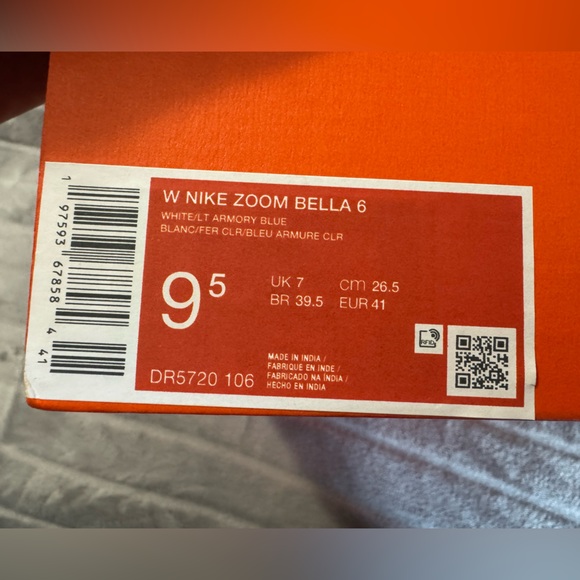 W NIKE ZOOM BELLA 6
WHITE/LT ARMORY BLUE
BLANC/FER CLR/BLEU ARMURE CLR
9⁵
UK 7 cm 26.5
BR 39.5 EUR 41
RFID
MADE IN INDIA /
FABRIQUE EN INDE /
FABRICADO NA ÍNDIA /
HECHO EN INDIA
DR5720 106
1 97593 67858 4 41